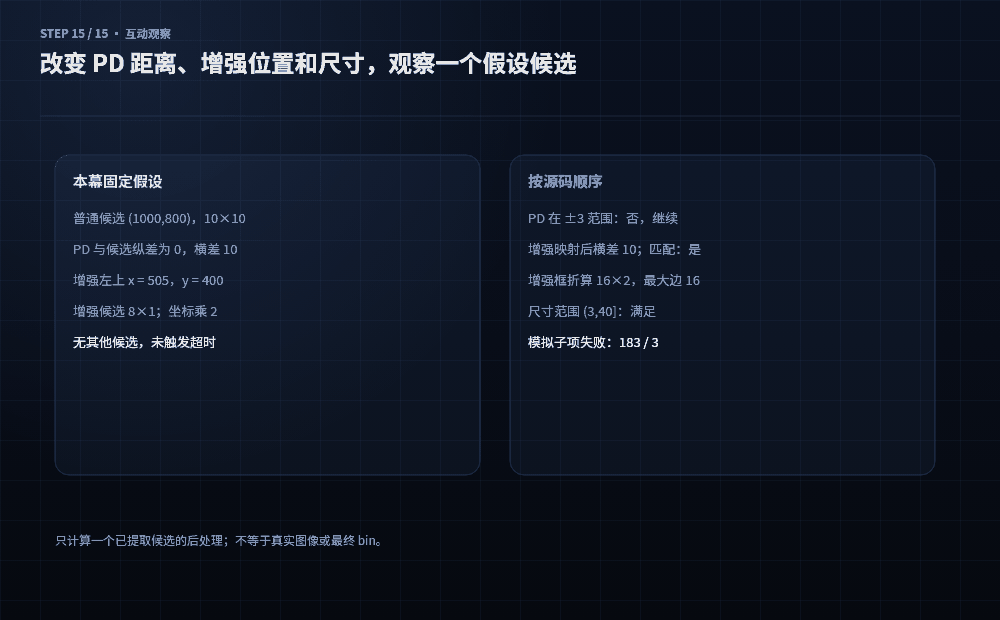 STEP 15 / 15 · 互动观察
改变 PD 距离、增强位置和尺寸，观察一个假设候选
本幕固定假设
普通候选 (1000,800)，10×10
PD 与候选纵差为 0，横差 10
增强左上 x = 505，y = 400
增强候选 8×1；坐标乘 2
无其他候选，未触发超时
按源码顺序
PD 在 ±3 范围：否，继续
增强映射后横差 10；匹配：是
增强框折算 16×2，最大边 16
尺寸范围 (3,40]：满足
模拟子项失败：183 / 3
只计算一个已提取候选的后处理；不等于真实图像或最终 bin。